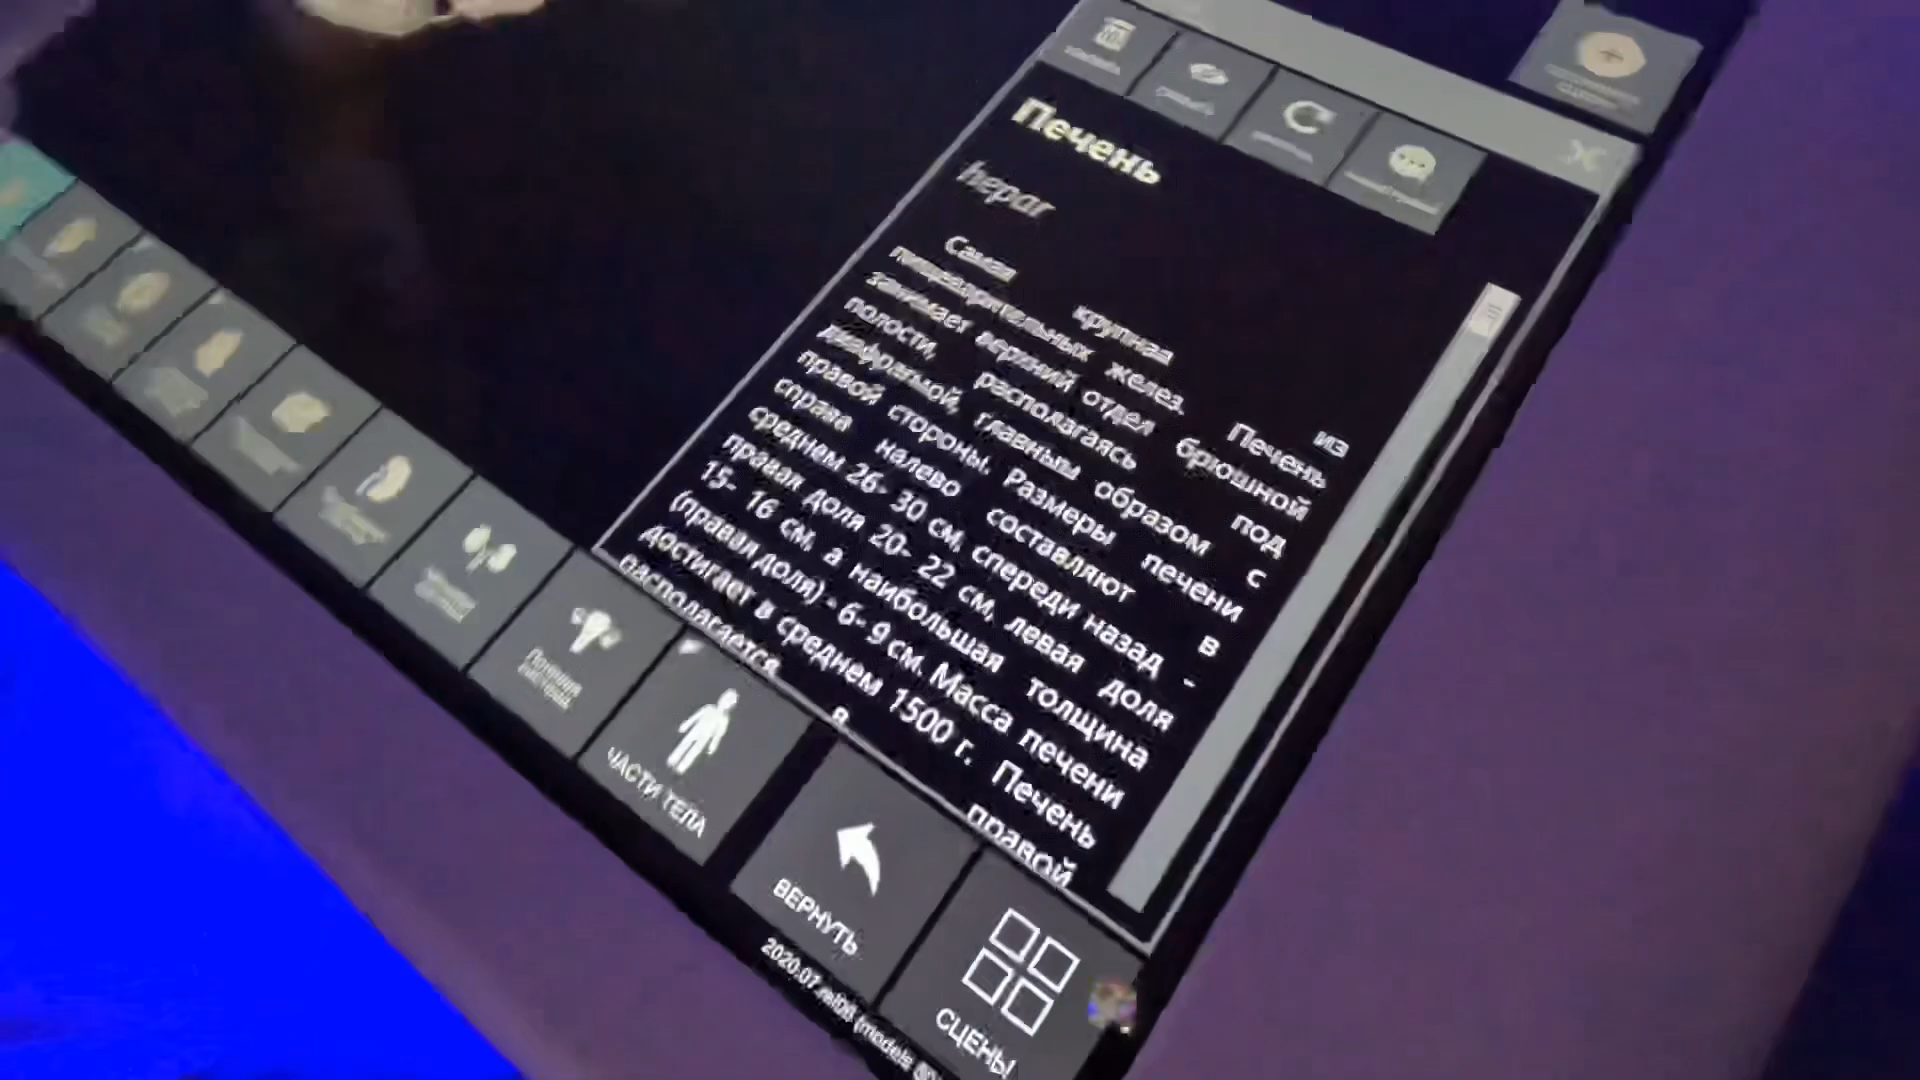 Печень
hepar
Самая крупная из
пищеварительных желез. Печень
занимает верхний отдел брюшной
полости, располагаясь под
диафрагмой, главным образом с
правой стороны. Размеры печени
справа налево составляют в
среднем 26- 30 см, спереди назад -
правая доля 20- 22 см, левая доля
15- 16 см, а наибольшая толщина
(правая доля) - 6- 9 см. Масса печени
достигает в среднем 1500 г. Печень
располагается в правой
ЧАСТИ ТЕЛА
ВЕРНУТЬ
СЦЕНЫ
2020.01 (models